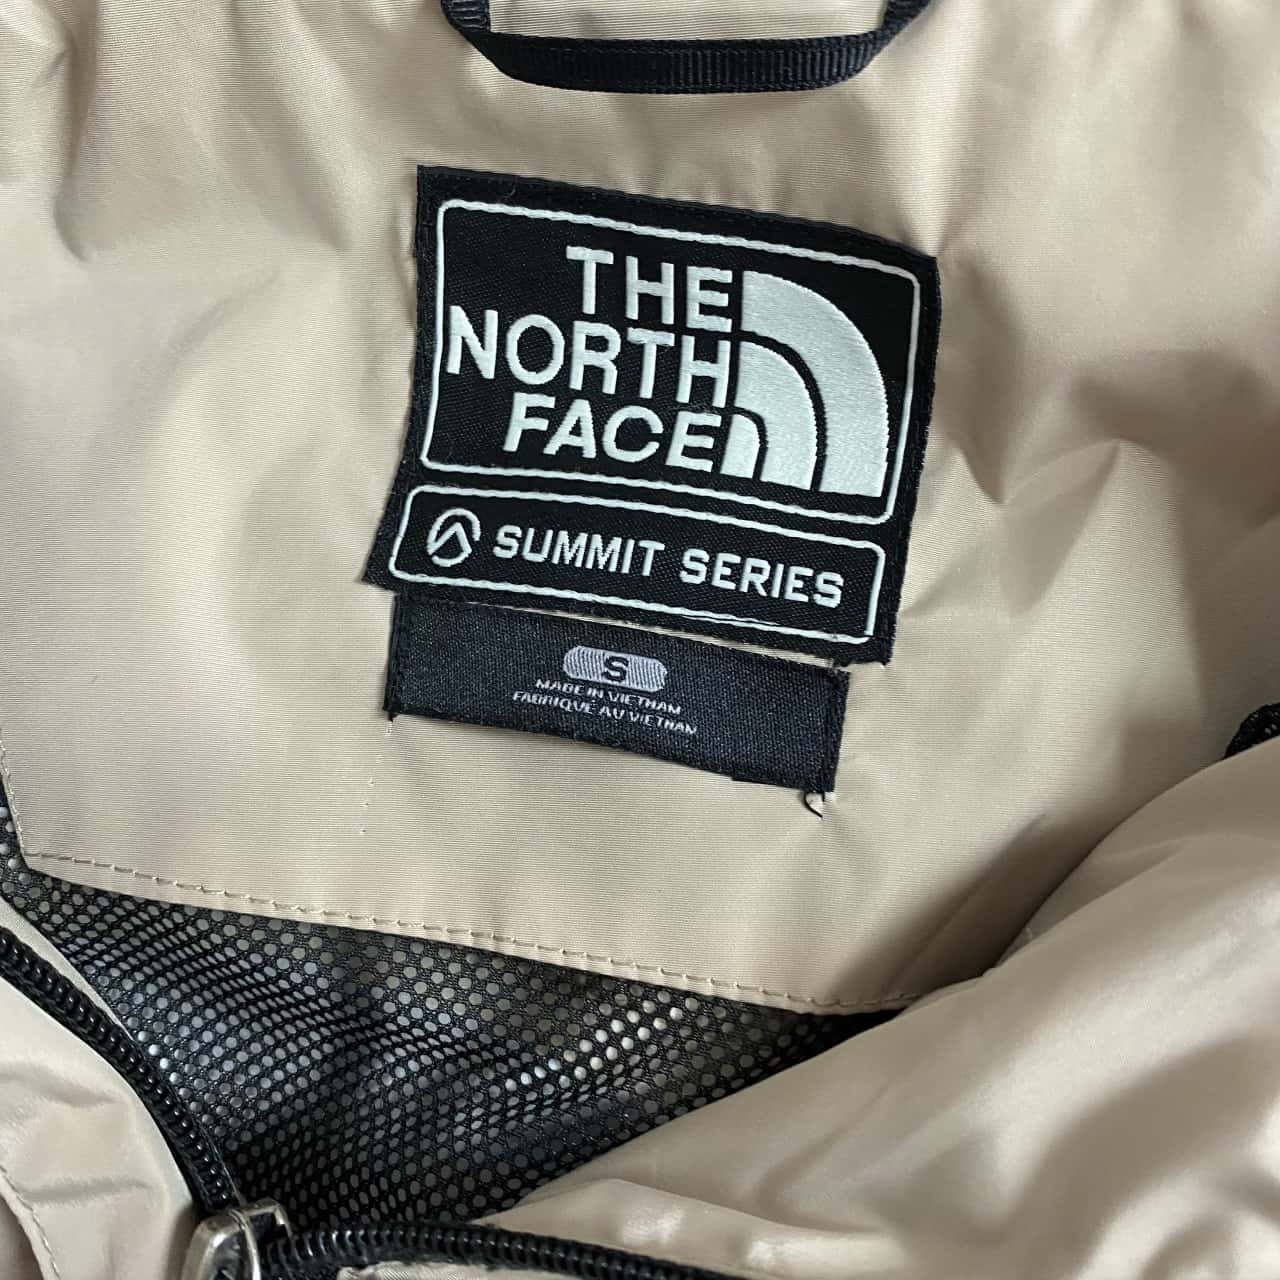 THE
NORTH
FACE
SUMMIT SERIES
S
MADE IN VIETNAM
FABRIQUÉ AU VIETNAM